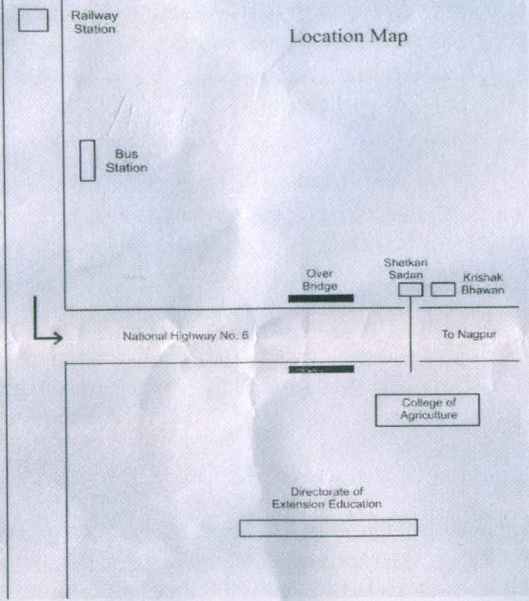 Railway
Station
Location Map
Bus
Station
Over
Bridge
Shetkari
Sadan
Krishak
Bhawan
National Highway No. 6
To Nagpur
College of
Agriculture
Directorate of
Extension Education